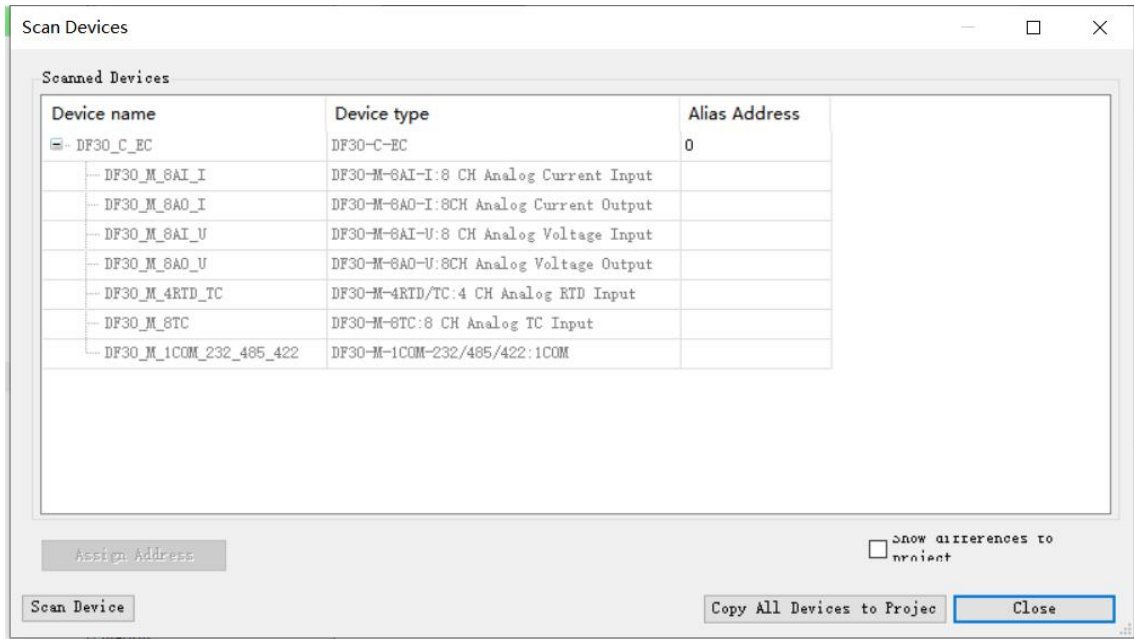 Scan Devices
Scanned Devices
Device name Device type Alias Address
DF30_C_EC DF30-C-EC 0
DF30_M_8AI_I DF30-M-8AI-I:8 CH Analog Current Input
DF30_M_8AO_I DF30-M-8AO-I:8CH Analog Current Output
DF30_M_8AI_U DF30-M-8AI-U:8 CH Analog Voltage Input
DF30_M_8AO_U DF30-M-8AO-U:8CH Analog Voltage Output
DF30_M_4RTD_TC DF30-M-4RTD/TC:4 CH Analog RTD Input
DF30_M_8TC DF30-M-8TC:8 CH Analog TC Input
DF30_M_1COM_232_485_422 DF30-M-1COM-232/485/422:1COM
Assign Address
Show differences to
project
Scan Device
Copy All Devices to Projec
Close